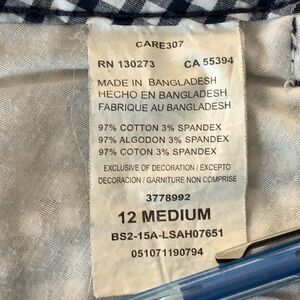 CARE307
RN 130273 CA 55394
MADE IN BANGLADESH
HECHO EN BANGLADESH
FABRIQUE AU BANGLADESH
97% COTTON 3% SPANDEX
97% ALGODON 3% SPANDEX
97% COTON 3% SPANDEX
EXCLUSIVE OF DECORATION / EXCEPTO
DECORACION / GARNITURE NON COMPRISE
3778992
12 MEDIUM
BS2-15A-LSAH07651
051071190794